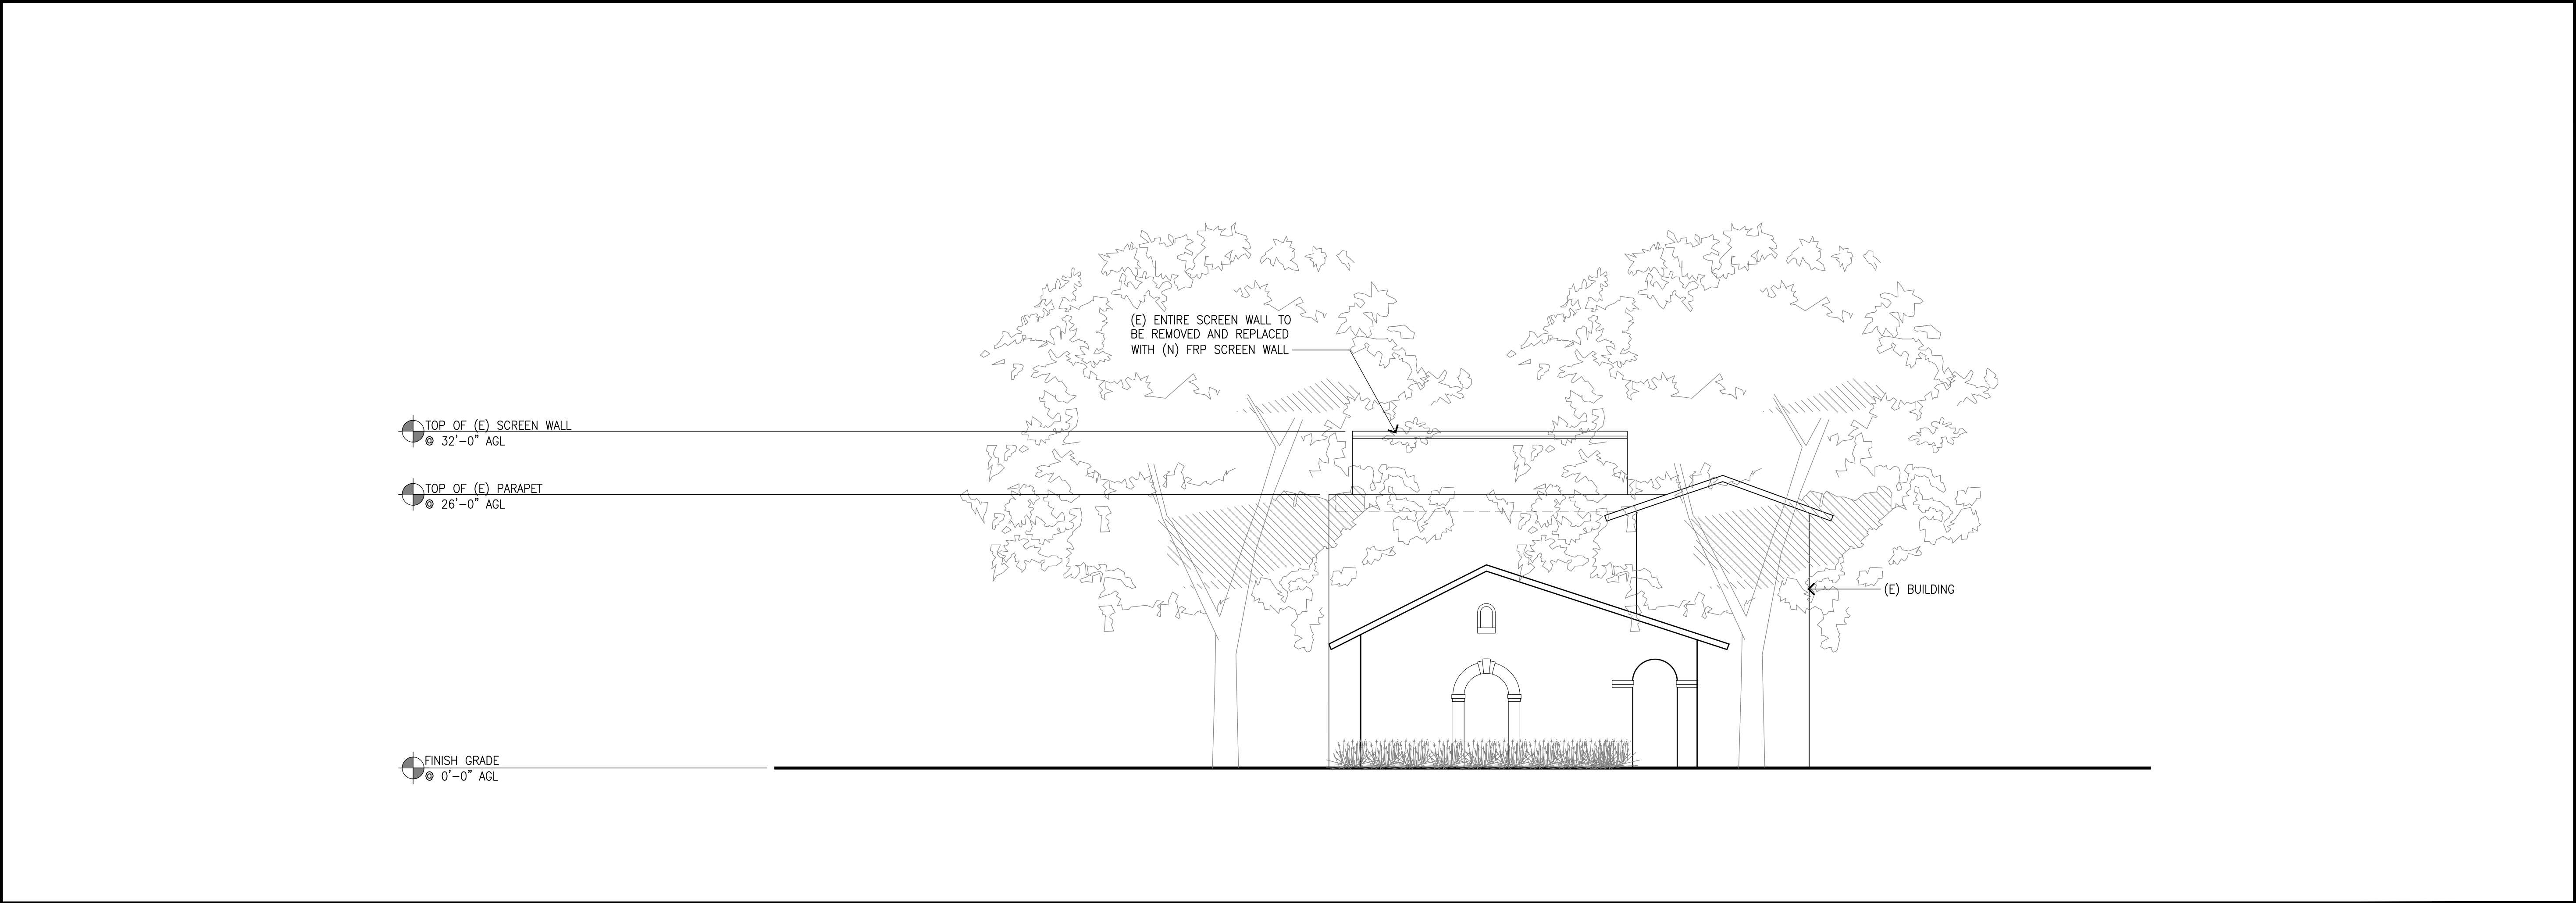 (E) ENTIRE SCREEN WALL TO
BE REMOVED AND REPLACED
WITH (N) FRP SCREEN WALL
TOP OF (E) SCREEN WALL
@ 32'-0" AGL
TOP OF (E) PARAPET
@ 26'-0" AGL
(E) BUILDING
FINISH GRADE
@ 0'-0" AGL